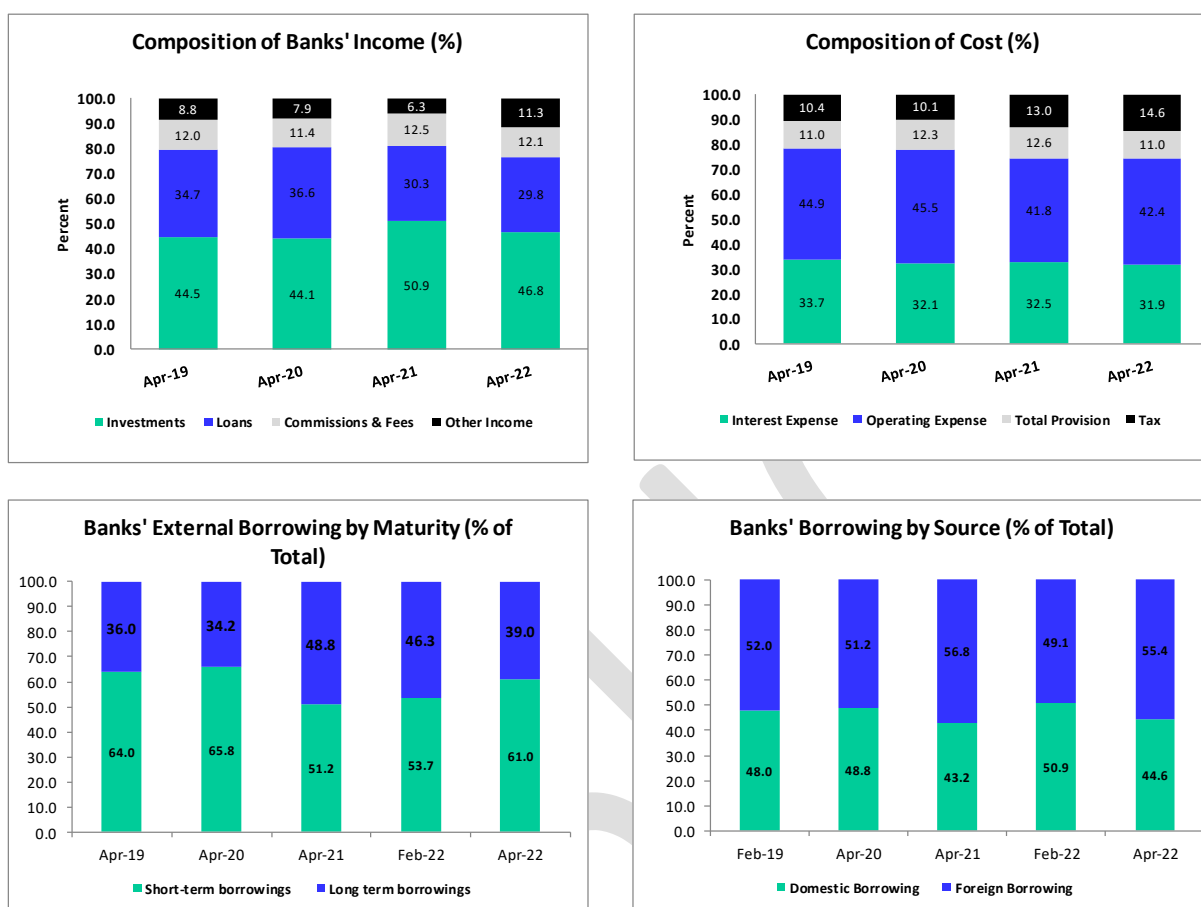 Composition of Banks' Income (%)
100.0
90.0
80.0
70.0
60.0
50.0
40.0
30.0
20.0
10.0
0.0
Percent
8.8 7.9 6.3 11.3
12.0 11.4 12.5 12.1
34.7 36.6 30.3 29.8
44.5 44.1 50.9 46.8
Apr-19 Apr-20 Apr-21 Apr-22
Investments Loans Commissions & Fees Other Income
Composition of Cost (%)
100.0
90.0
80.0
70.0
60.0
50.0
40.0
30.0
20.0
10.0
0.0
Percent
10.4 10.1 13.0 14.6
11.0 12.3 12.6 11.0
44.9 45.5 41.8 42.4
33.7 32.1 32.5 31.9
Apr-19 Apr-20 Apr-21 Apr-22
Interest Expense Operating Expense Total Provision Tax
Banks' External Borrowing by Maturity (% of
Total)
100.0
90.0
80.0
70.0
60.0
50.0
40.0
30.0
20.0
10.0
0.0
36.0 34.2 48.8 46.3 39.0
64.0 65.8 51.2 53.7 61.0
Apr-19 Apr-20 Apr-21 Feb-22 Apr-22
Short-term borrowings Long term borrowings
Banks' Borrowing by Source (% of Total)
100.0
90.0
80.0
70.0
60.0
50.0
40.0
30.0
20.0
10.0
0.0
52.0 51.2 56.8 49.1 55.4
48.0 48.8 43.2 50.9 44.6
Feb-19 Apr-20 Apr-21 Feb-22 Apr-22
Domestic Borrowing Foreign Borrowing